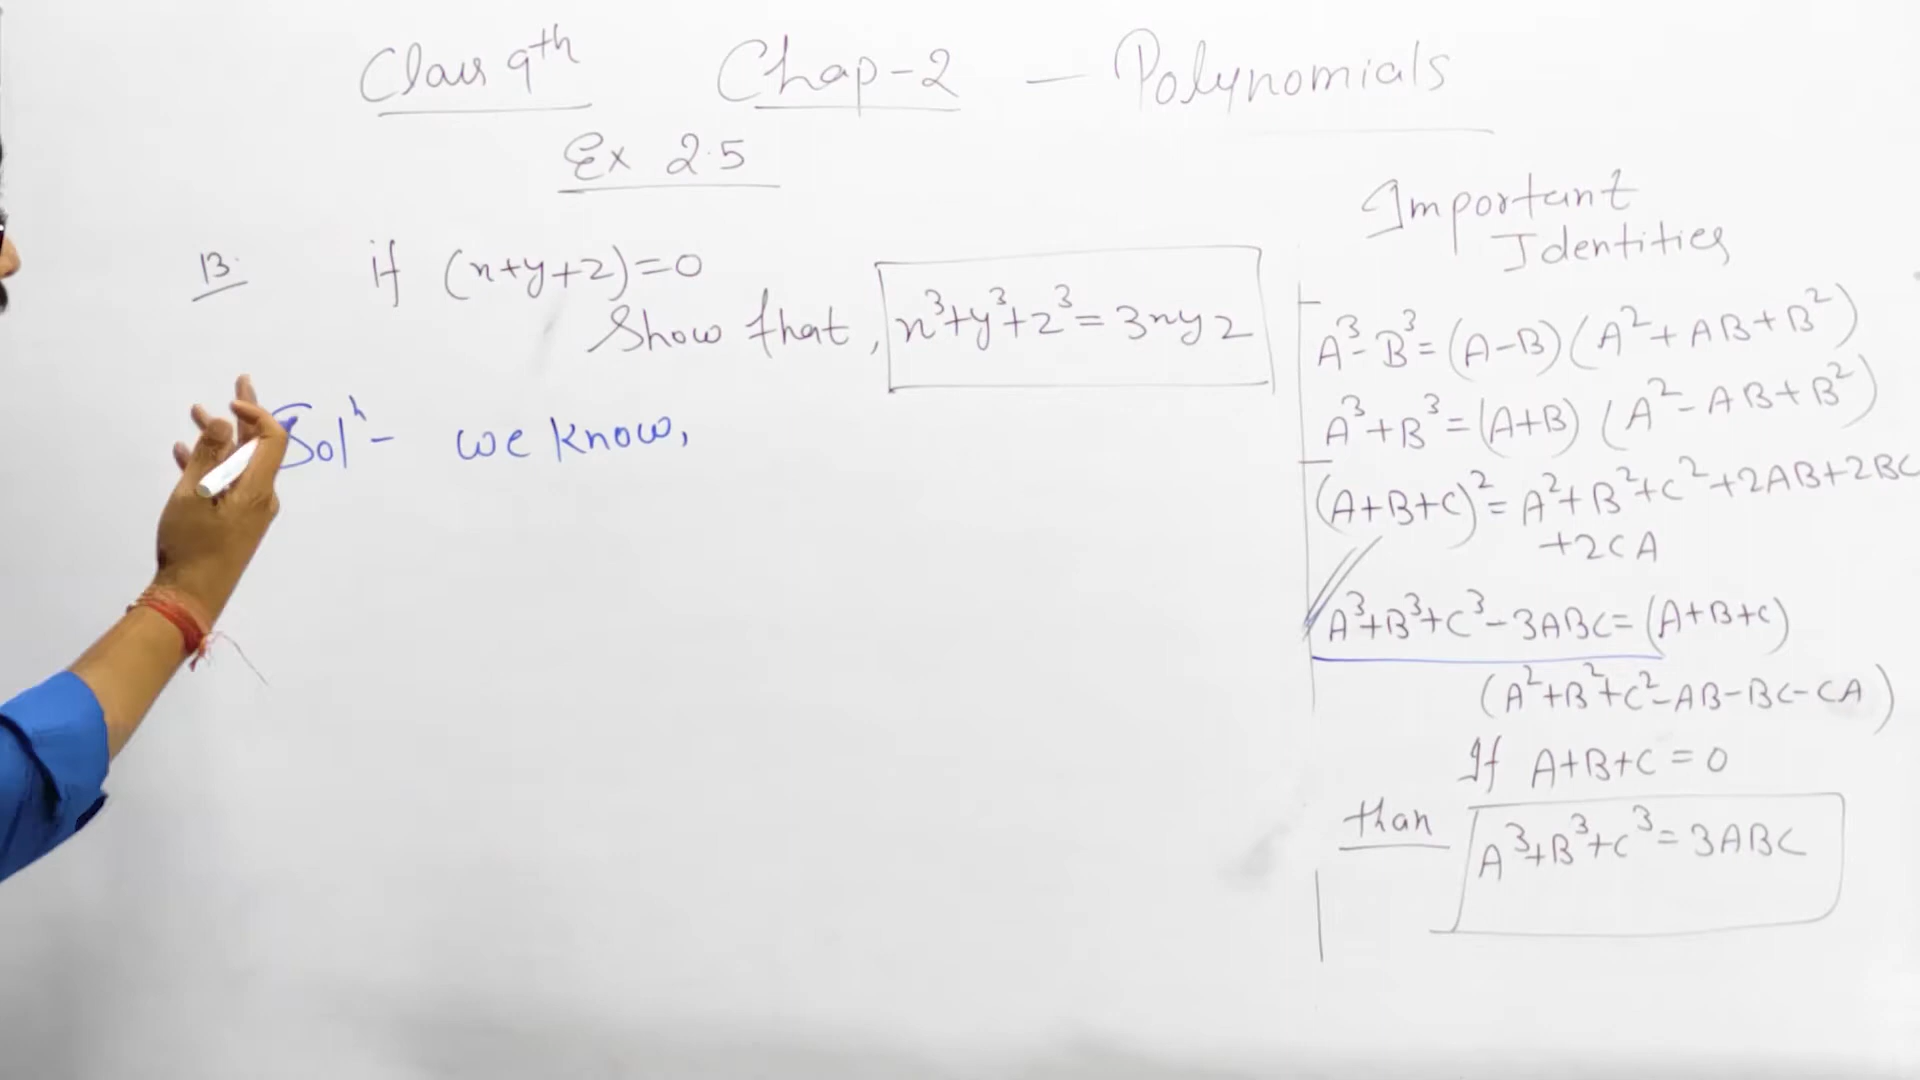 Class 9th Chap-2 - Polynomials
Ex 2.5
13. if (x+y+z)=0
Show that, x³+y³+z³=3xyz
Solⁿ- we know,
Important
Identities
A³-B³=(A-B)(A²+AB+B²)
A³+B³=(A+B)(A²-AB+B²)
(A+B+C)²=A²+B²+C²+2AB+2BC
+2CA
A³+B³+C³-3ABC=(A+B+C)
(A²+B²+C²-AB-BC-CA)
If A+B+C=0
than A³+B³+C³=3ABC